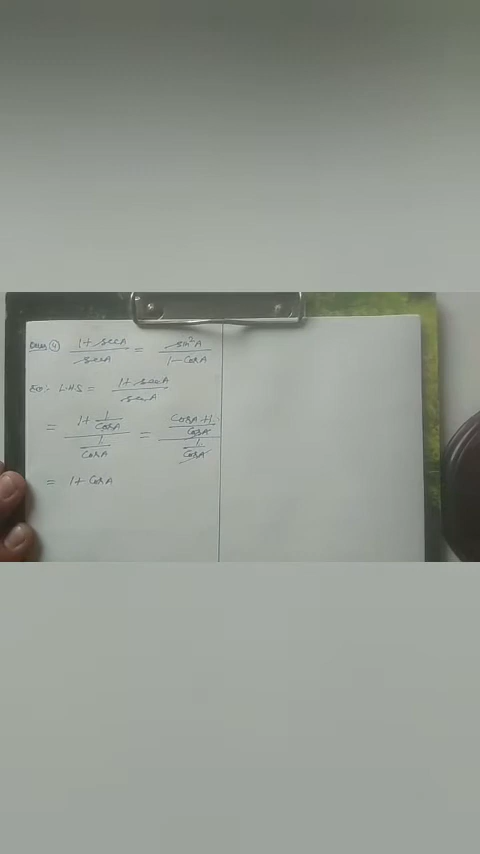 Ques 4 (1+secA)/secA = sin²A/(1-cosA)
Sol:- L.H.S = (1+secA)/secA
= (1+1/cosA)/(1/cosA) = ((cosA+1)/cosA)/(1/cosA)
= 1+cosA